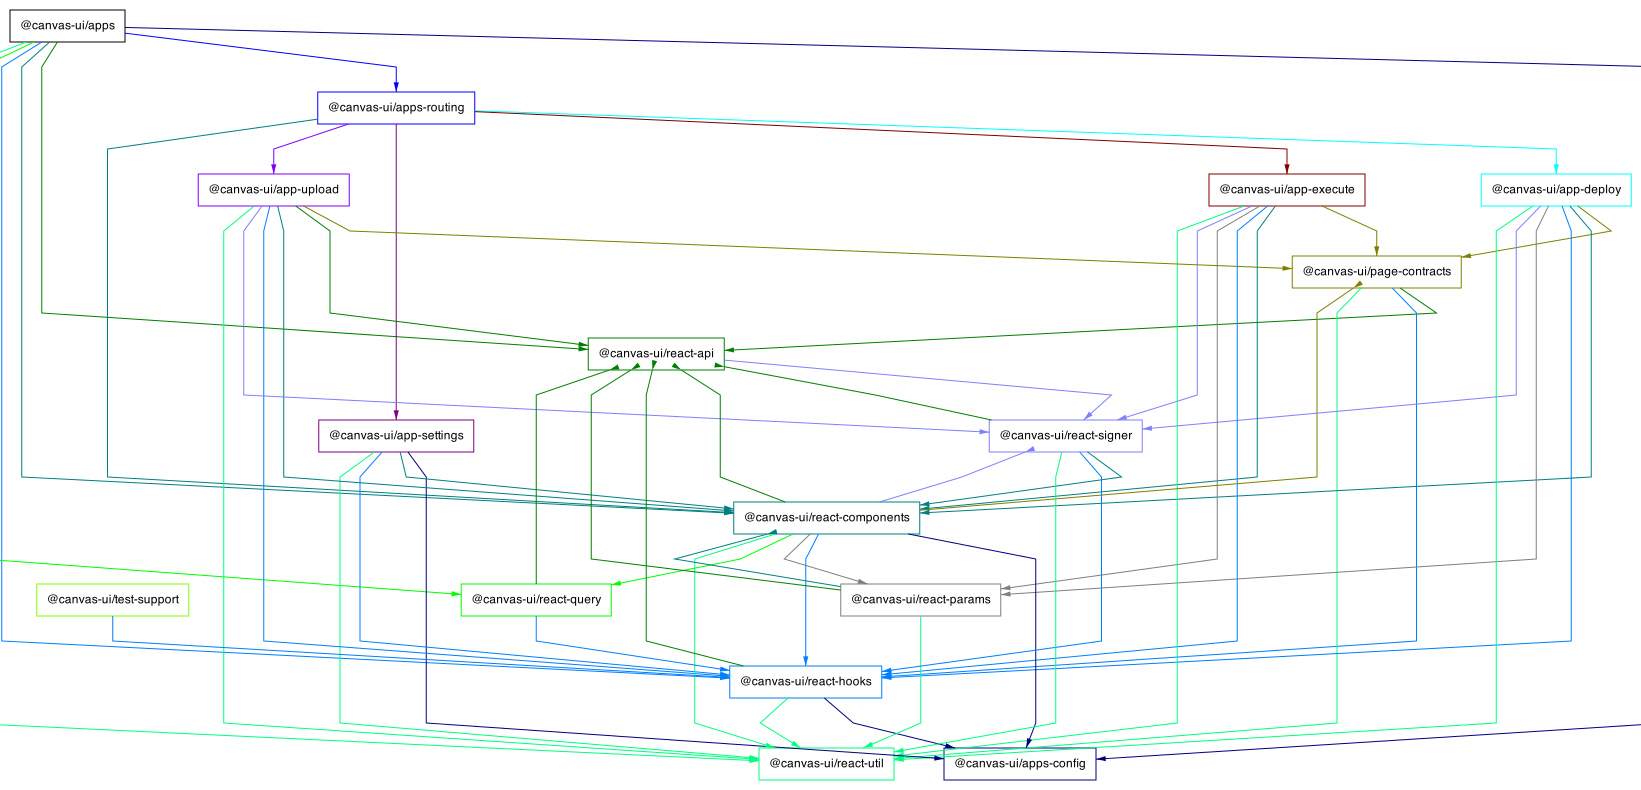 @canvas-ui/apps
@canvas-ui/apps-routing
@canvas-ui/app-upload
@canvas-ui/app-execute
@canvas-ui/app-deploy
@canvas-ui/page-contracts
@canvas-ui/react-api
@canvas-ui/app-settings
@canvas-ui/react-signer
@canvas-ui/react-components
@canvas-ui/test-support
@canvas-ui/react-query
@canvas-ui/react-params
@canvas-ui/react-hooks
@canvas-ui/react-util
@canvas-ui/apps-config